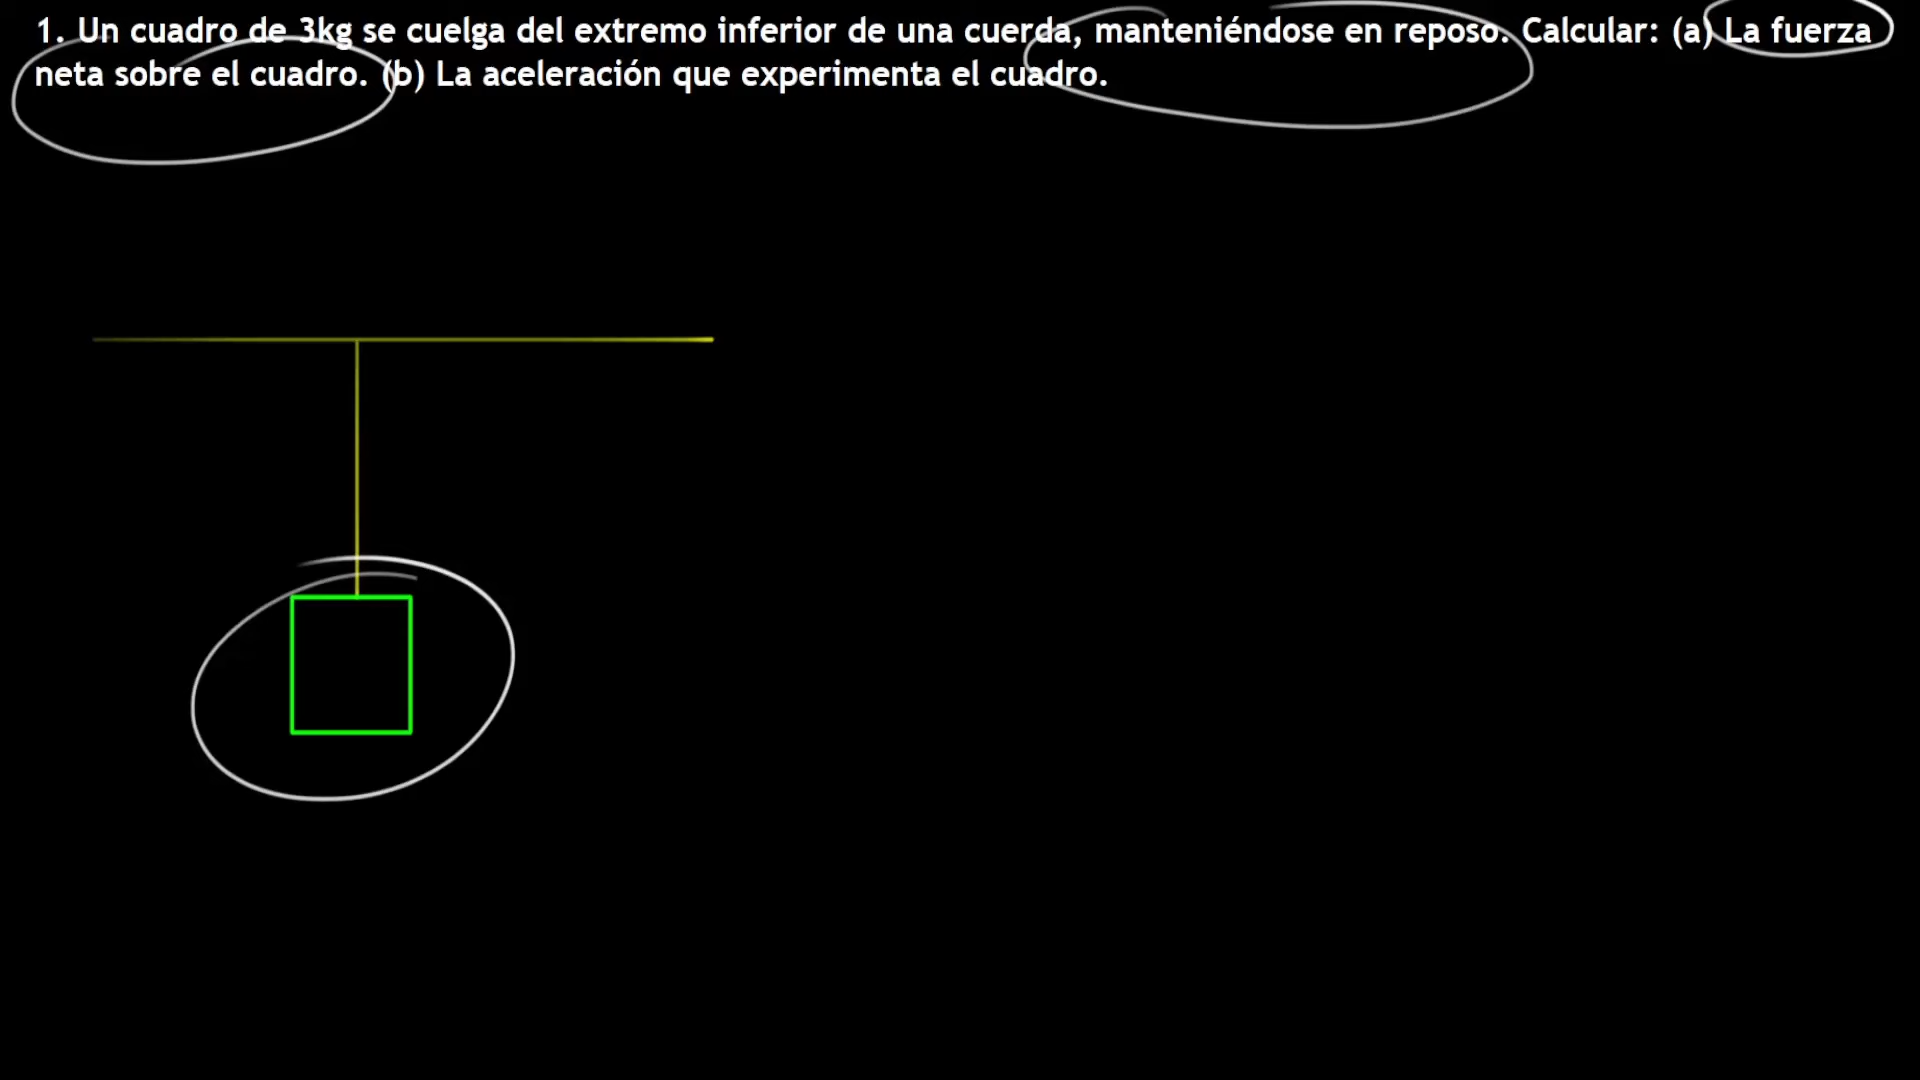 1. Un cuadro de 3kg se cuelga del extremo inferior de una cuerda, manteniéndose en reposo. Calcular: (a) La fuerza
neta sobre el cuadro. (b) La aceleración que experimenta el cuadro.